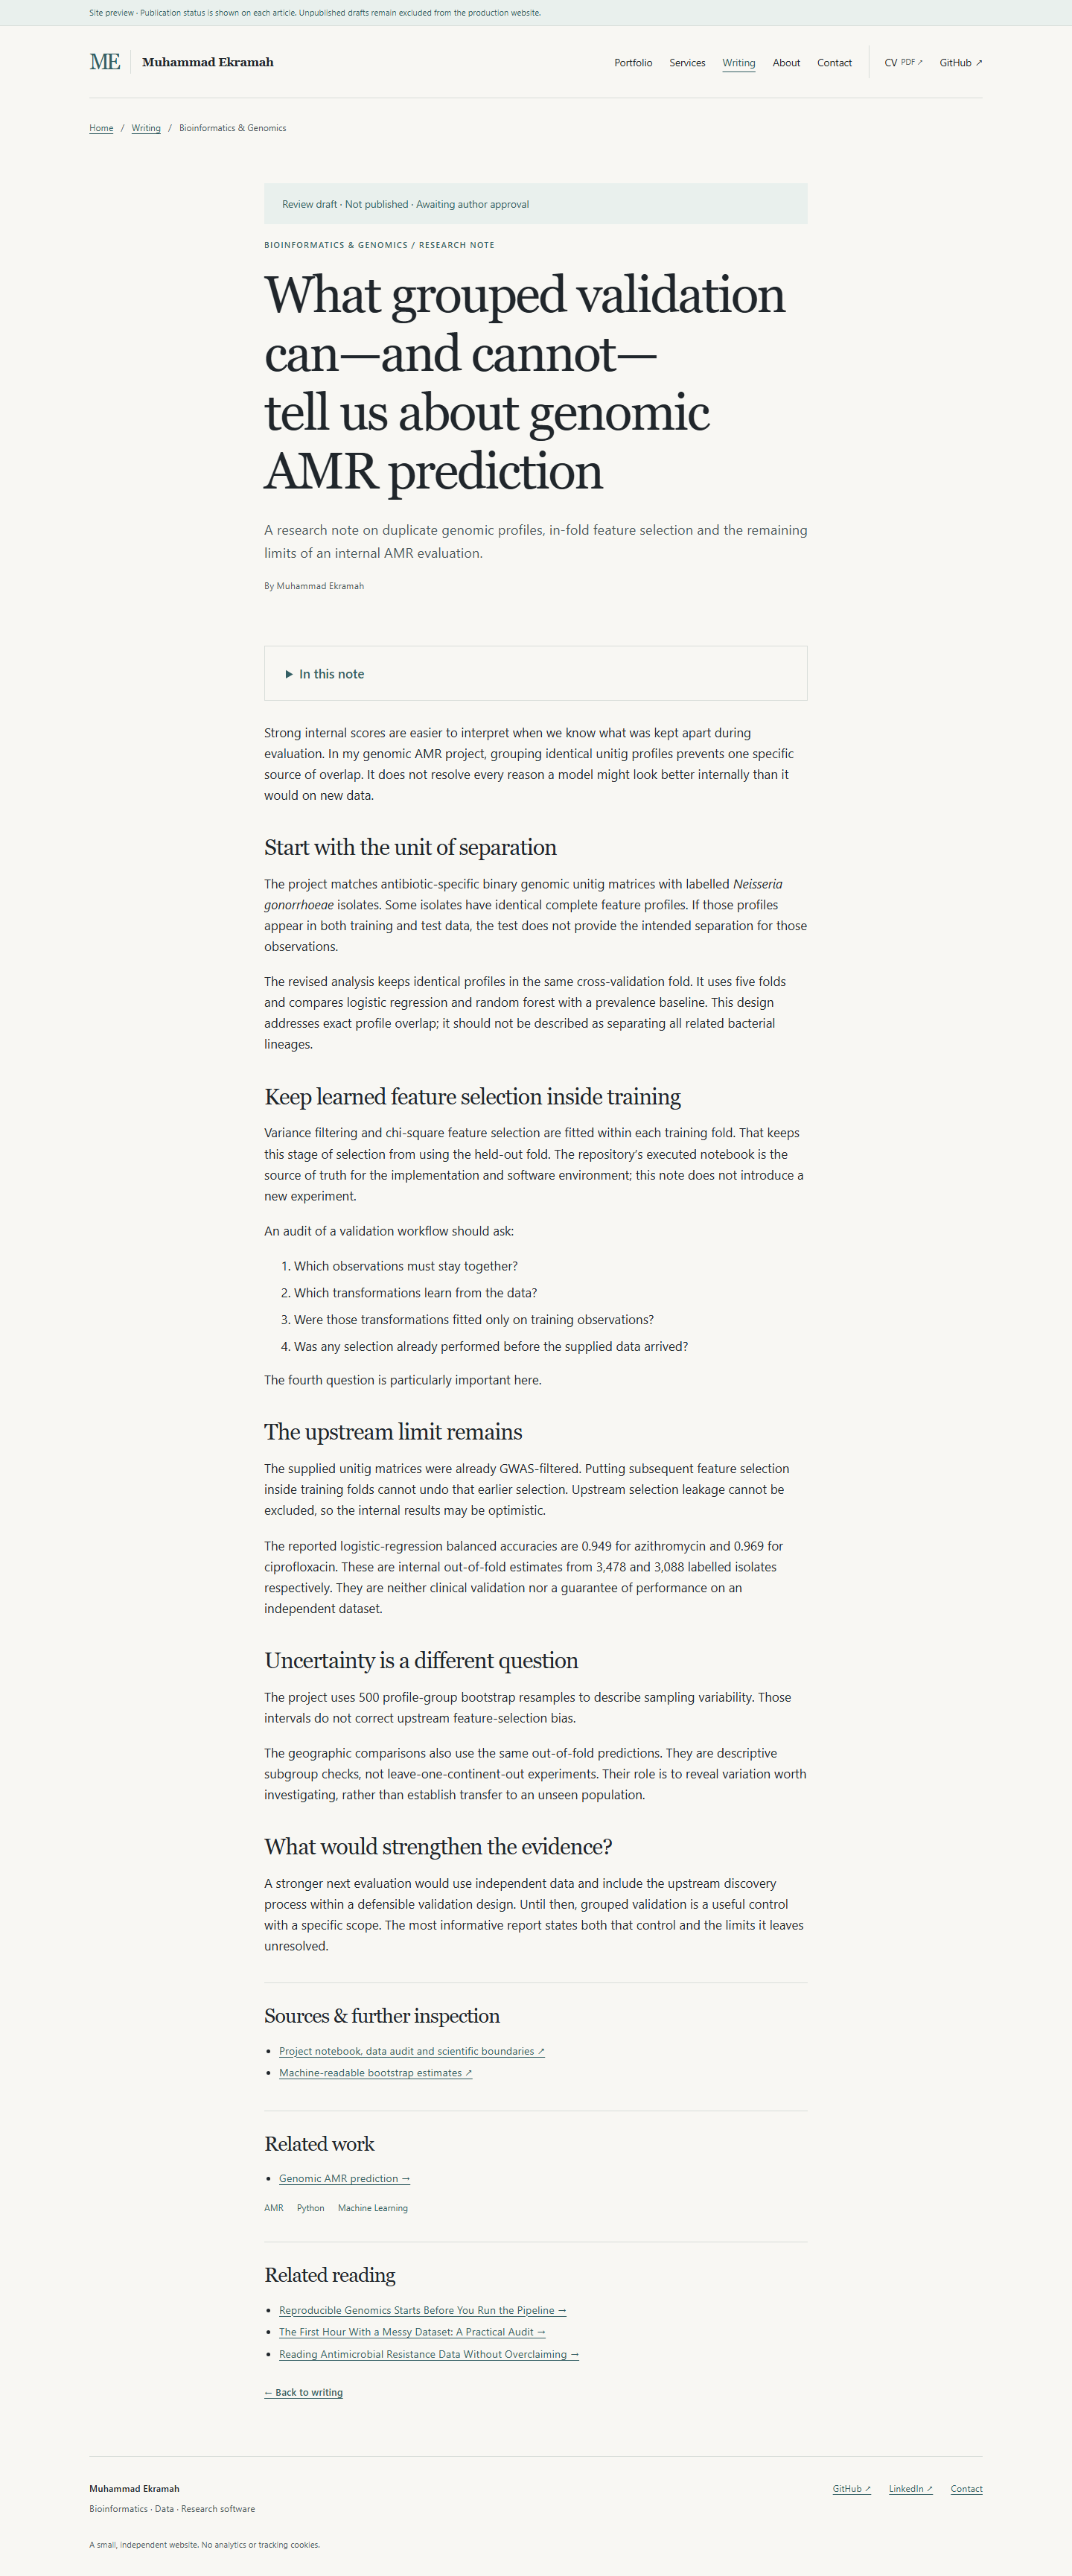 Site preview · Publication status is shown on each article. Unpublished drafts remain excluded from the production website.
ME
Muhammad Ekramah
Portfolio Services Writing About Contact CV PDF ↗ GitHub ↗
Home / Writing / Bioinformatics & Genomics
Review draft · Not published · Awaiting author approval
BIOINFORMATICS & GENOMICS / RESEARCH NOTE
What grouped validation
can—and cannot—
tell us about genomic
AMR prediction
A research note on duplicate genomic profiles, in-fold feature selection and the remaining
limits of an internal AMR evaluation.
By Muhammad Ekramah
▶ In this note
Strong internal scores are easier to interpret when we know what was kept apart during
evaluation. In my genomic AMR project, grouping identical unitig profiles prevents one specific
source of overlap. It does not resolve every reason a model might look better internally than it
would on new data.
Start with the unit of separation
The project matches antibiotic-specific binary genomic unitig matrices with labelled Neisseria
gonorrhoeae isolates. Some isolates have identical complete feature profiles. If those profiles
appear in both training and test data, the test does not provide the intended separation for those
observations.
The revised analysis keeps identical profiles in the same cross-validation fold. It uses five folds
and compares logistic regression and random forest with a prevalence baseline. This design
addresses exact profile overlap; it should not be described as separating all related bacterial
lineages.
Keep learned feature selection inside training
Variance filtering and chi-square feature selection are fitted within each training fold. That keeps
this stage of selection from using the held-out fold. The repository's executed notebook is the
source of truth for the implementation and software environment; this note does not introduce a
new experiment.
An audit of a validation workflow should ask:
1. Which observations must stay together?
2. Which transformations learn from the data?
3. Were those transformations fitted only on training observations?
4. Was any selection already performed before the supplied data arrived?
The fourth question is particularly important here.
The upstream limit remains
The supplied unitig matrices were already GWAS-filtered. Putting subsequent feature selection
inside training folds cannot undo that earlier selection. Upstream selection leakage cannot be
excluded, so the internal results may be optimistic.
The reported logistic-regression balanced accuracies are 0.949 for azithromycin and 0.969 for
ciprofloxacin. These are internal out-of-fold estimates from 3,478 and 3,088 labelled isolates
respectively. They are neither clinical validation nor a guarantee of performance on an
independent dataset.
Uncertainty is a different question
The project uses 500 profile-group bootstrap resamples to describe sampling variability. Those
intervals do not correct upstream feature-selection bias.
The geographic comparisons also use the same out-of-fold predictions. They are descriptive
subgroup checks, not leave-one-continent-out experiments. Their role is to reveal variation worth
investigating, rather than establish transfer to an unseen population.
What would strengthen the evidence?
A stronger next evaluation would use independent data and include the upstream discovery
process within a defensible validation design. Until then, grouped validation is a useful control
with a specific scope. The most informative report states both that control and the limits it leaves
unresolved.
Sources & further inspection
• Project notebook, data audit and scientific boundaries ↗
• Machine-readable bootstrap estimates ↗
Related work
• Genomic AMR prediction →
AMR Python Machine Learning
Related reading
• Reproducible Genomics Starts Before You Run the Pipeline →
• The First Hour With a Messy Dataset: A Practical Audit →
• Reading Antimicrobial Resistance Data Without Overclaiming →
← Back to writing
Muhammad Ekramah
GitHub ↗ LinkedIn ↗ Contact
Bioinformatics · Data · Research software
A small, independent website. No analytics or tracking cookies.